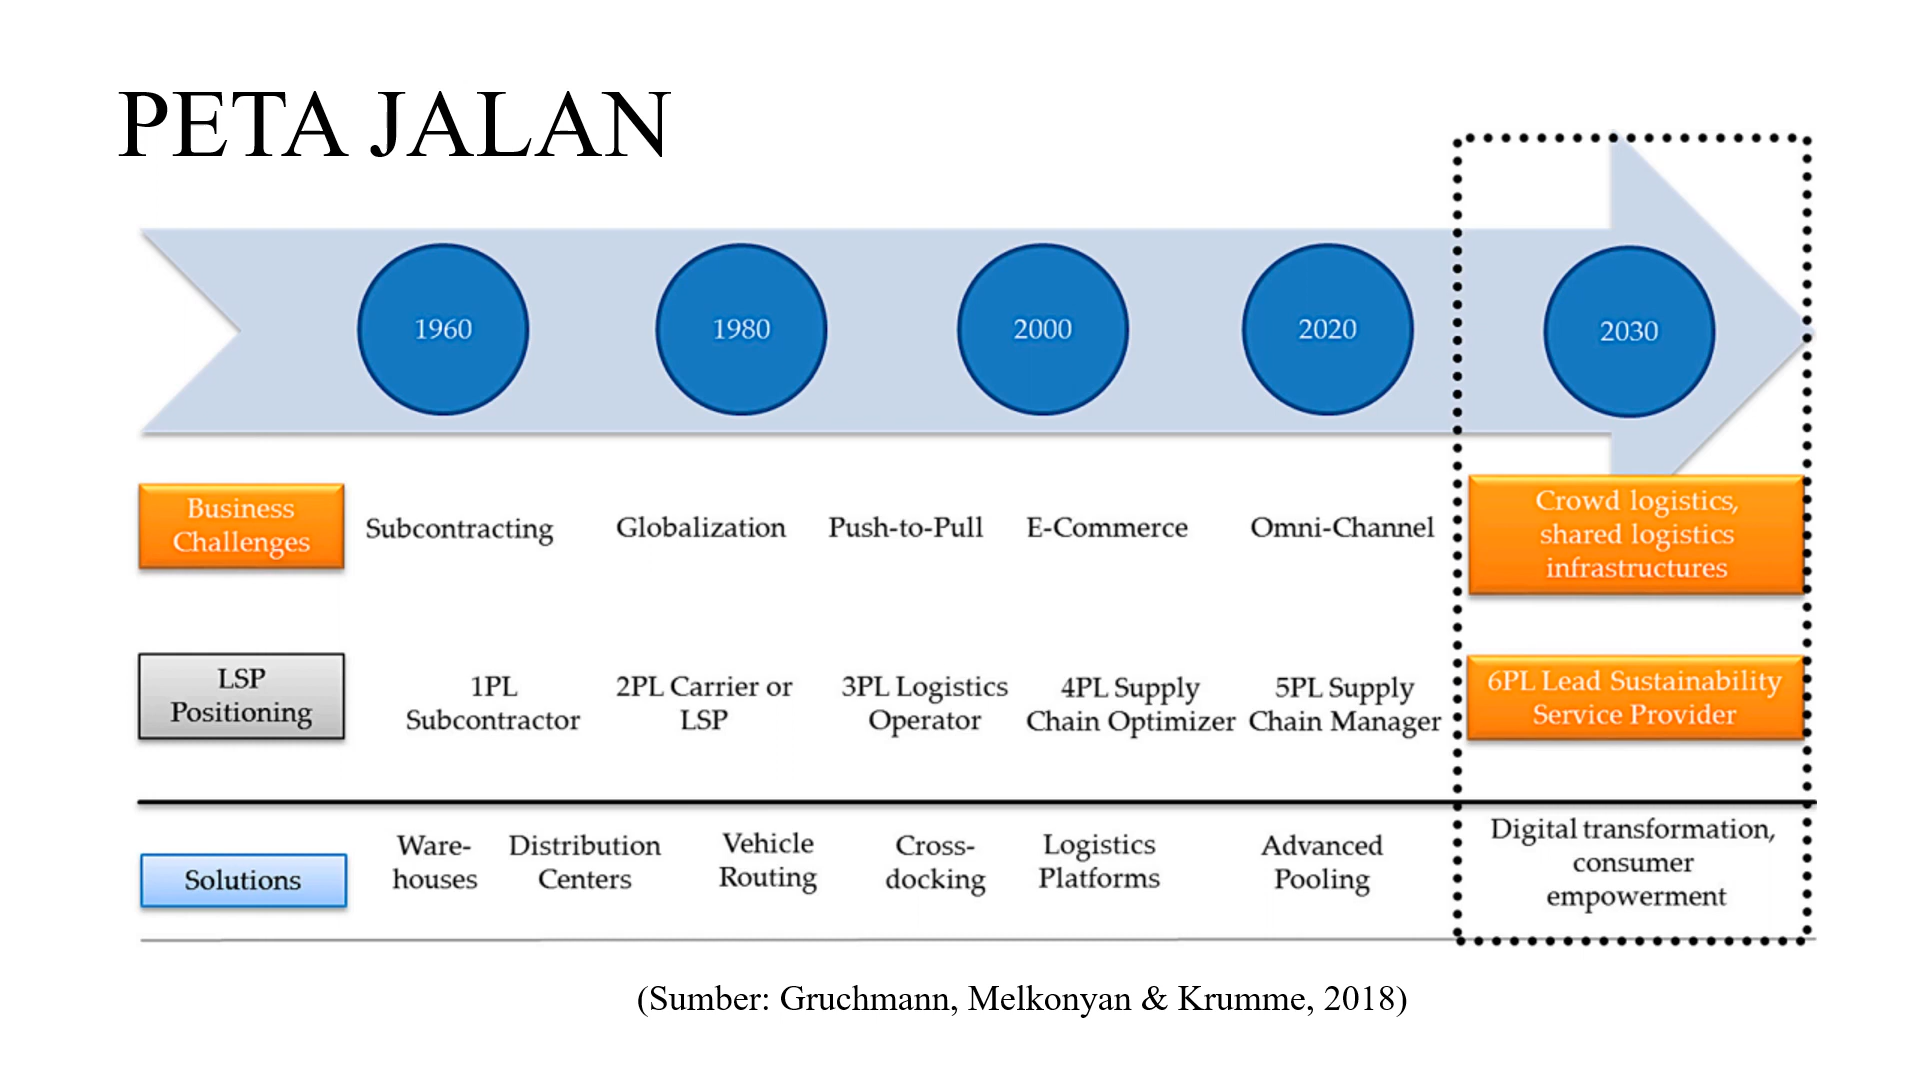 PETA JALAN
1960
1980
2000
2020
2030
Business
Challenges
Subcontracting
Globalization
Push-to-Pull
E-Commerce
Omni-Channel
Crowd logistics,
shared logistics
infrastructures
LSP
Positioning
1PL
Subcontractor
2PL Carrier or
LSP
3PL Logistics
Operator
4PL Supply
Chain Optimizer
5PL Supply
Chain Manager
6PL Lead Sustainability
Service Provider
Solutions
Ware-
houses
Distribution
Centers
Vehicle
Routing
Cross-
docking
Logistics
Platforms
Advanced
Pooling
Digital transformation,
consumer
empowerment
(Sumber: Gruchmann, Melkonyan & Krumme, 2018)